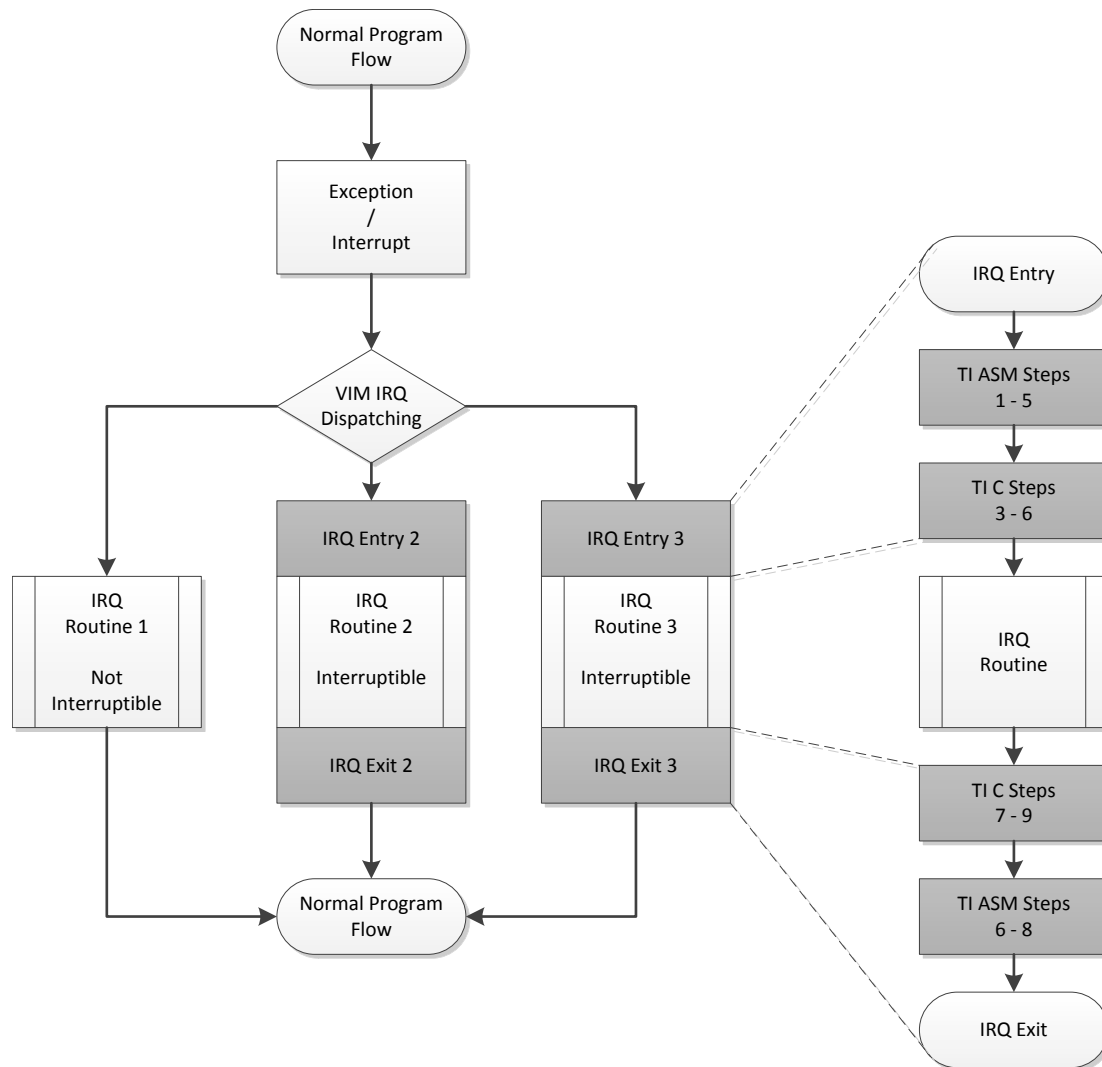 Normal Program
Flow
Exception
/
Interrupt
VIM IRQ
Dispatching
IRQ
Routine 1
Not
Interruptible
IRQ Entry 2
IRQ
Routine 2
Interruptible
IRQ Exit 2
IRQ Entry 3
IRQ
Routine 3
Interruptible
IRQ Exit 3
Normal Program
Flow
IRQ Entry
TI ASM Steps
1 - 5
TI C Steps
3 - 6
IRQ
Routine
TI C Steps
7 - 9
TI ASM Steps
6 - 8
IRQ Exit